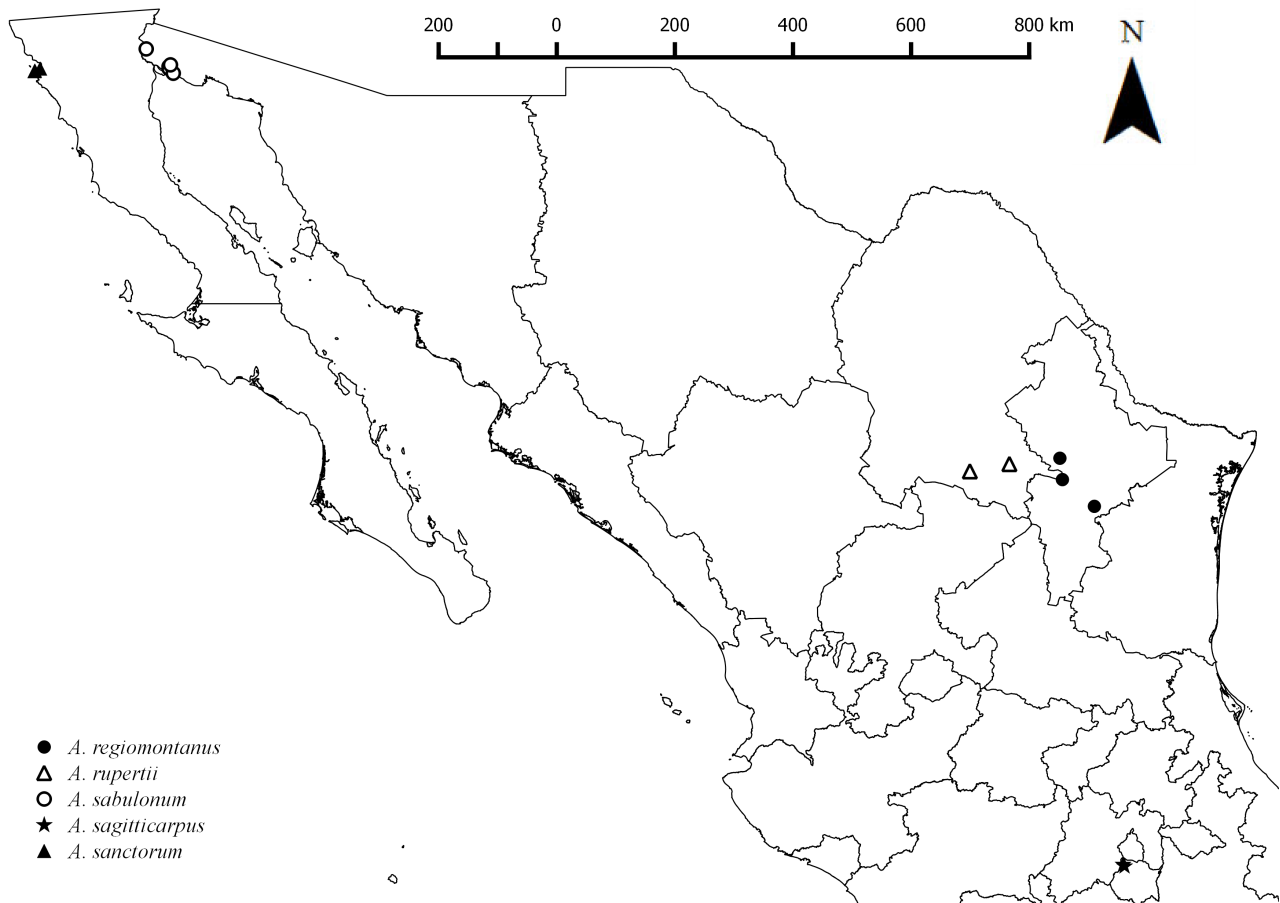 200 0 200 400 600 800 km
N
A. regiomontanus
A. rupertii
A. sabulonum
A. sagitticarpus
A. sanctorum